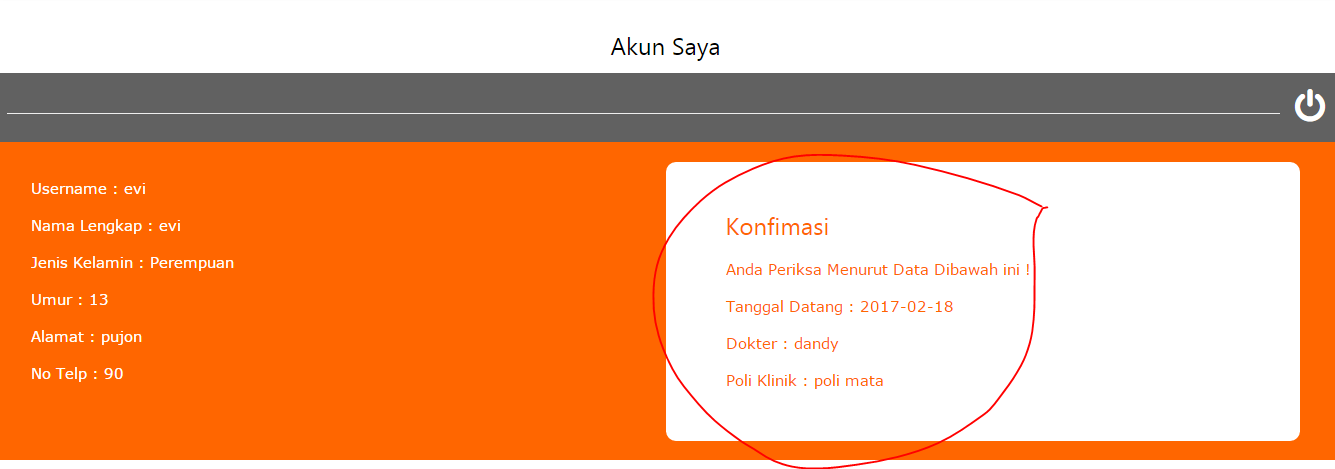 Akun Saya
Username : evi
Nama Lengkap : evi
Jenis Kelamin : Perempuan
Umur : 13
Alamat : pujon
No Telp : 90
Konfimasi
Anda Periksa Menurut Data Dibawah ini !
Tanggal Datang : 2017-02-18
Dokter : dandy
Poli Klinik : poli mata